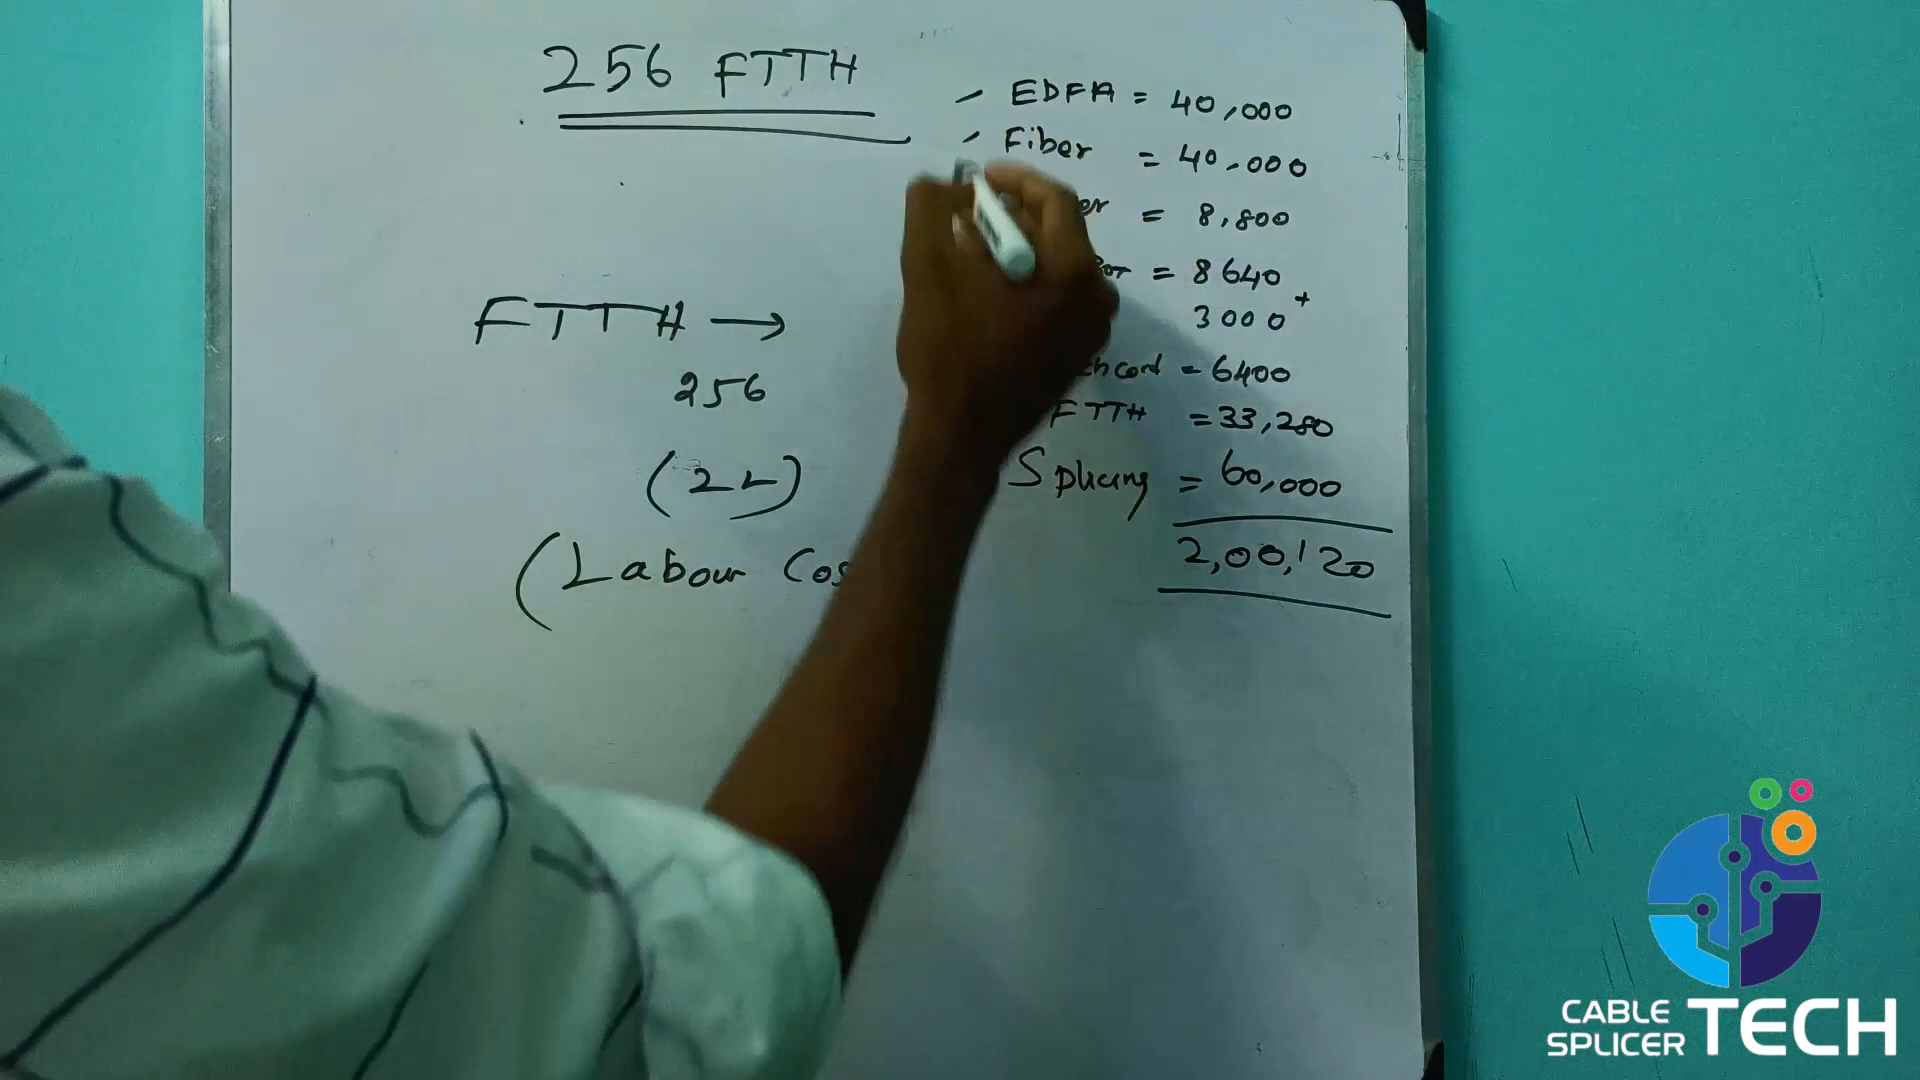 256 FTTH
EDFA = 40,000
Fiber = 40,000
= 8,800
= 8640
3000 +
= 6400
FTTH = 33,280
Splicing = 60,000
2,00,120
FTTH →
256
(2L)
(Labour
CABLE
SPLICER TECH